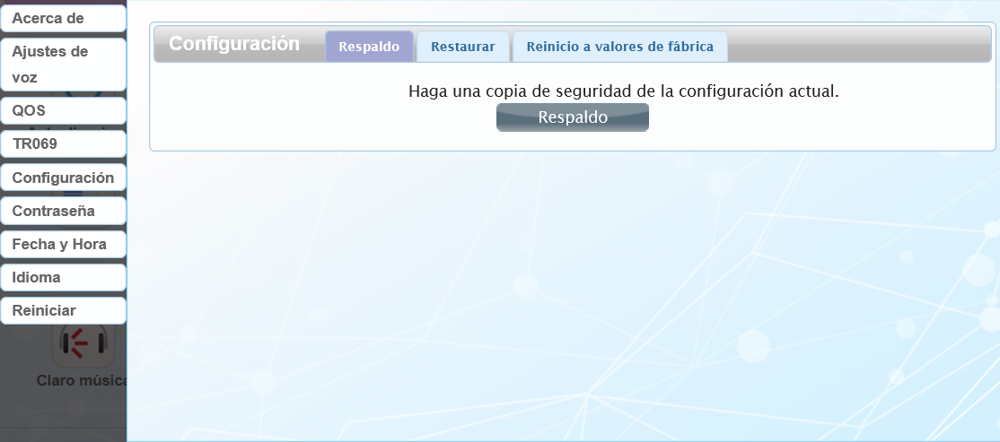 Acerca de
Ajustes de
voz
QOS
TR069
Configuración
Contraseña
Fecha y Hora
Idioma
Reiniciar
Claro música
Configuración
Respaldo
Restaurar
Reinicio a valores de fábrica
Haga una copia de seguridad de la configuración actual.
Respaldo